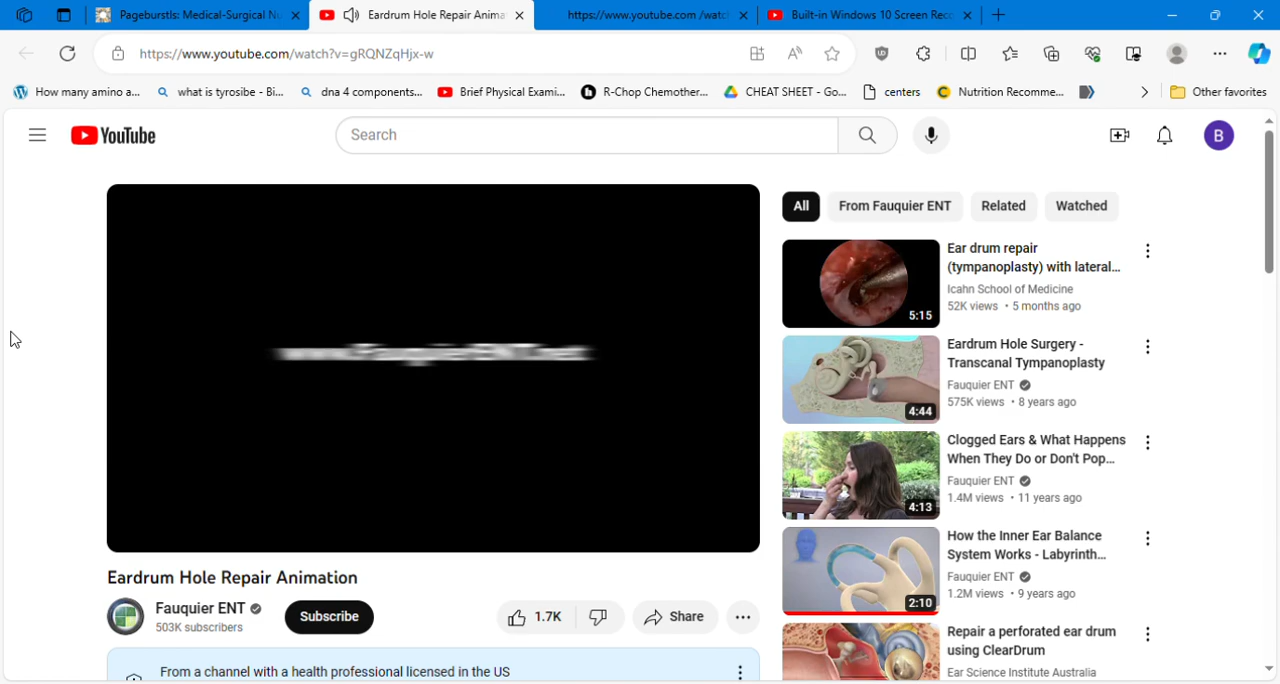 Pageburstls: Medical-Surgical Nu
Eardrum Hole Repair Anima
https://www.youtube.com/watc
Built-in Windows 10 Screen Reco
https://www.youtube.com/watch?v=gRQNZqHjx-w
How many amino a...
what is tyrosibe - Bi...
dna 4 components...
Brief Physical Exami...
R-Chop Chemother...
CHEAT SHEET - Go...
centers
Nutrition Recomme...
Other favorites
YouTube
Search
B
All
From Fauquier ENT
Related
Watched
www.FauquierENT.net
Ear drum repair
(tympanoplasty) with lateral...
Icahn School of Medicine
52K views • 5 months ago
5:15
Eardrum Hole Surgery -
Transcanal Tympanoplasty
Fauquier ENT
575K views • 8 years ago
4:44
Clogged Ears & What Happens
When They Do or Don't Pop...
Fauquier ENT
1.4M views • 11 years ago
4:13
How the Inner Ear Balance
System Works - Labyrinth...
Fauquier ENT
1.2M views • 9 years ago
2:10
Repair a perforated ear drum
using ClearDrum
Ear Science Institute Australia
Eardrum Hole Repair Animation
Fauquier ENT
503K subscribers
Subscribe
1.7K
Share
From a channel with a health professional licensed in the US